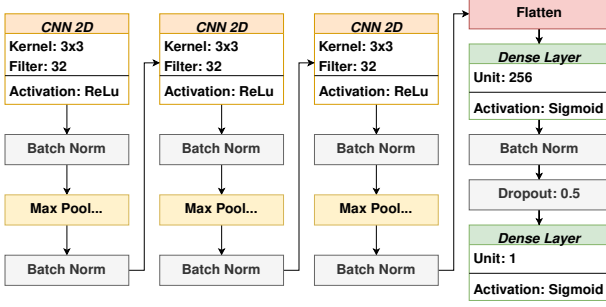 CNN 2D
Kernel: 3x3
Filter: 32
Activation: ReLu
Batch Norm
Max Pool...
Batch Norm
CNN 2D
Kernel: 3x3
Filter: 32
Activation: ReLu
Batch Norm
Max Pool...
Batch Norm
CNN 2D
Kernel: 3x3
Filter: 32
Activation: ReLu
Batch Norm
Max Pool...
Batch Norm
Flatten
Dense Layer
Unit: 256
Activation: Sigmoid
Batch Norm
Dropout: 0.5
Dense Layer
Unit: 1
Activation: Sigmoid